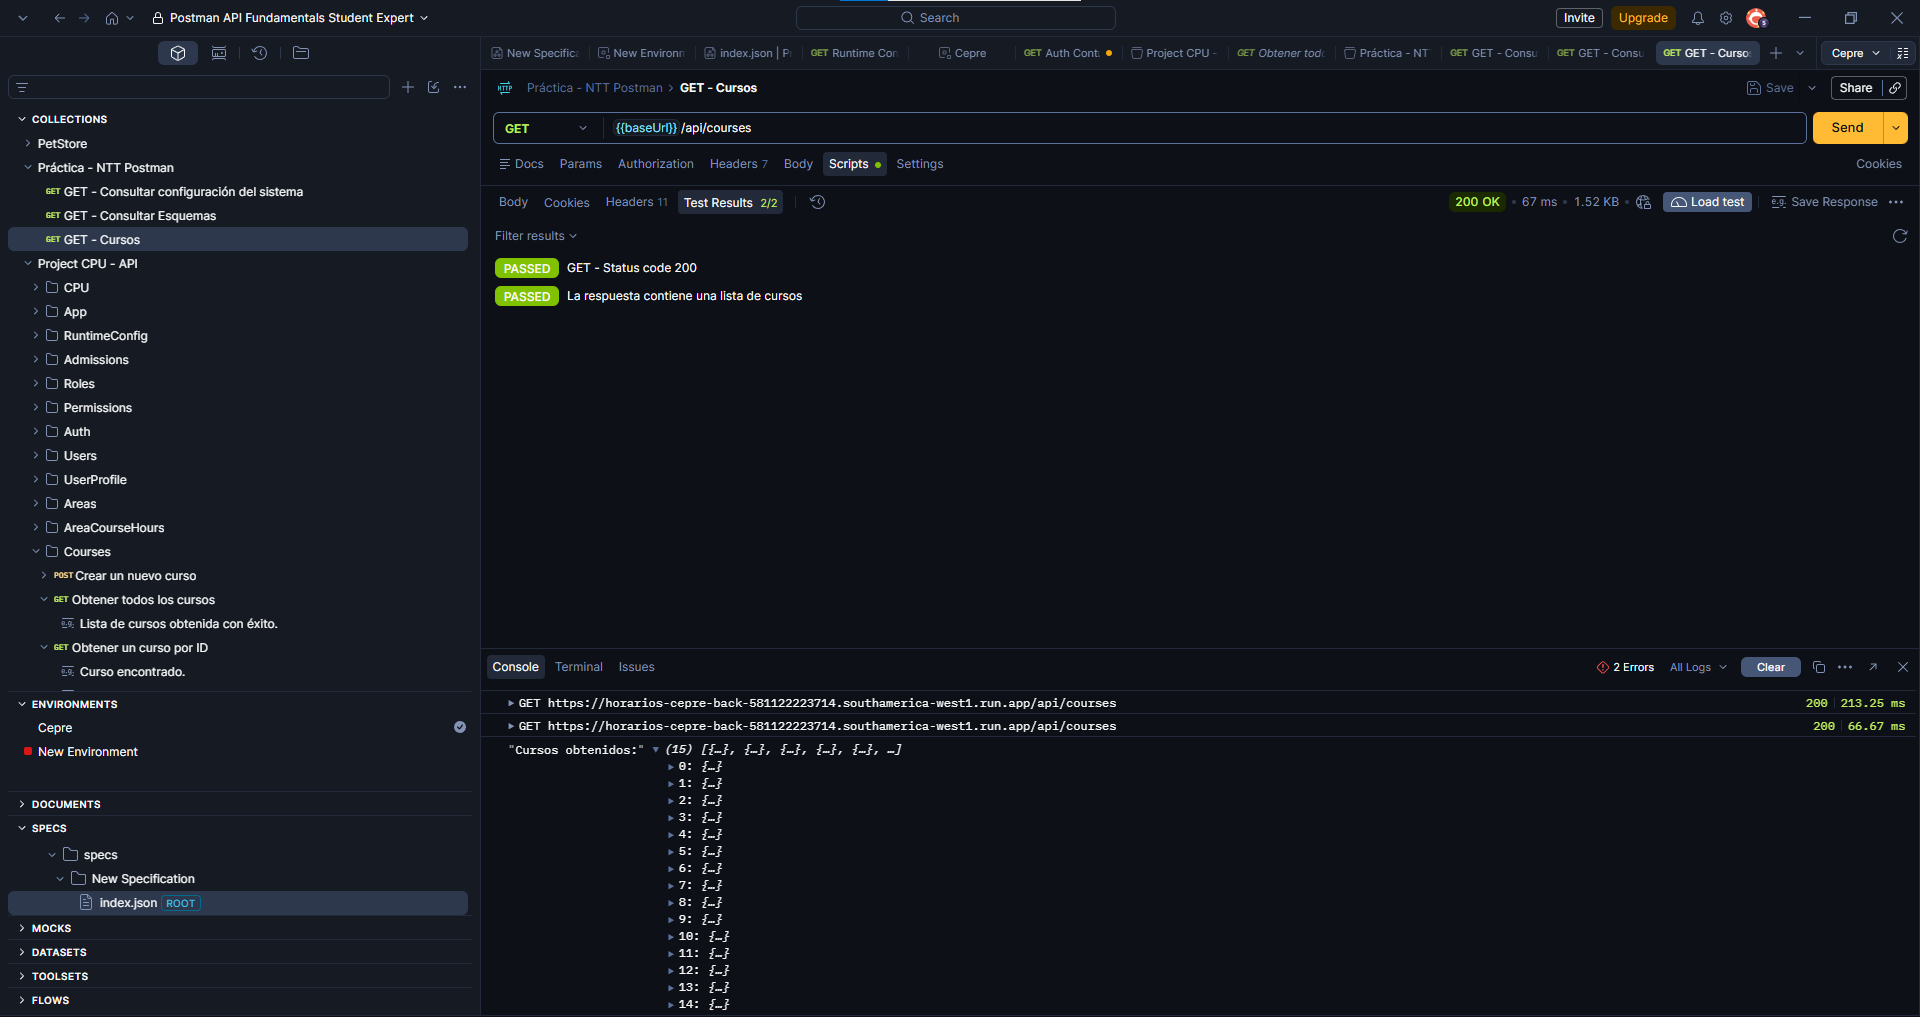 Postman API Fundamentals Student Expert
Search
Invite
Upgrade
New Specific
New Environn
index.json | P
GET Runtime Con
Cepre
GET Auth Cont
Project CPU -
GET Obtener tod
Práctica - NT
GET GET - Consu
GET GET - Consu
GET GET - Curso
Cepre
COLLECTIONS
PetStore
Práctica - NTT Postman
GET GET - Consultar configuración del sistema
GET GET - Consultar Esquemas
GET GET - Cursos
Project CPU - API
CPU
App
RuntimeConfig
Admissions
Roles
Permissions
Auth
Users
UserProfile
Areas
AreaCourseHours
Courses
POST Crear un nuevo curso
GET Obtener todos los cursos
e.g. Lista de cursos obtenida con éxito.
GET Obtener un curso por ID
e.g. Curso encontrado.
ENVIRONMENTS
Cepre
New Environment
DOCUMENTS
SPECS
specs
New Specification
index.json ROOT
MOCKS
DATASETS
TOOLSETS
FLOWS
HTTP Práctica - NTT Postman > GET - Cursos
Save
Share
GET {{baseUrl}} /api/courses
Send
Docs Params Authorization Headers 7 Body Scripts Settings
Cookies
Body Cookies Headers 11 Test Results 2/2
200 OK • 67 ms • 1.52 KB • Load test e.g. Save Response
Filter results
PASSED GET - Status code 200
PASSED La respuesta contiene una lista de cursos
Console Terminal Issues
2 Errors All Logs Clear
GET https://horarios-cepre-back-581122223714.southamerica-west1.run.app/api/courses 200 213.25 ms
GET https://horarios-cepre-back-581122223714.southamerica-west1.run.app/api/courses 200 66.67 ms
"Cursos obtenidos:" (15) [{…}, {…}, {…}, {…}, {…}, …]
0: {…}
1: {…}
2: {…}
3: {…}
4: {…}
5: {…}
6: {…}
7: {…}
8: {…}
9: {…}
10: {…}
11: {…}
12: {…}
13: {…}
14: {…}